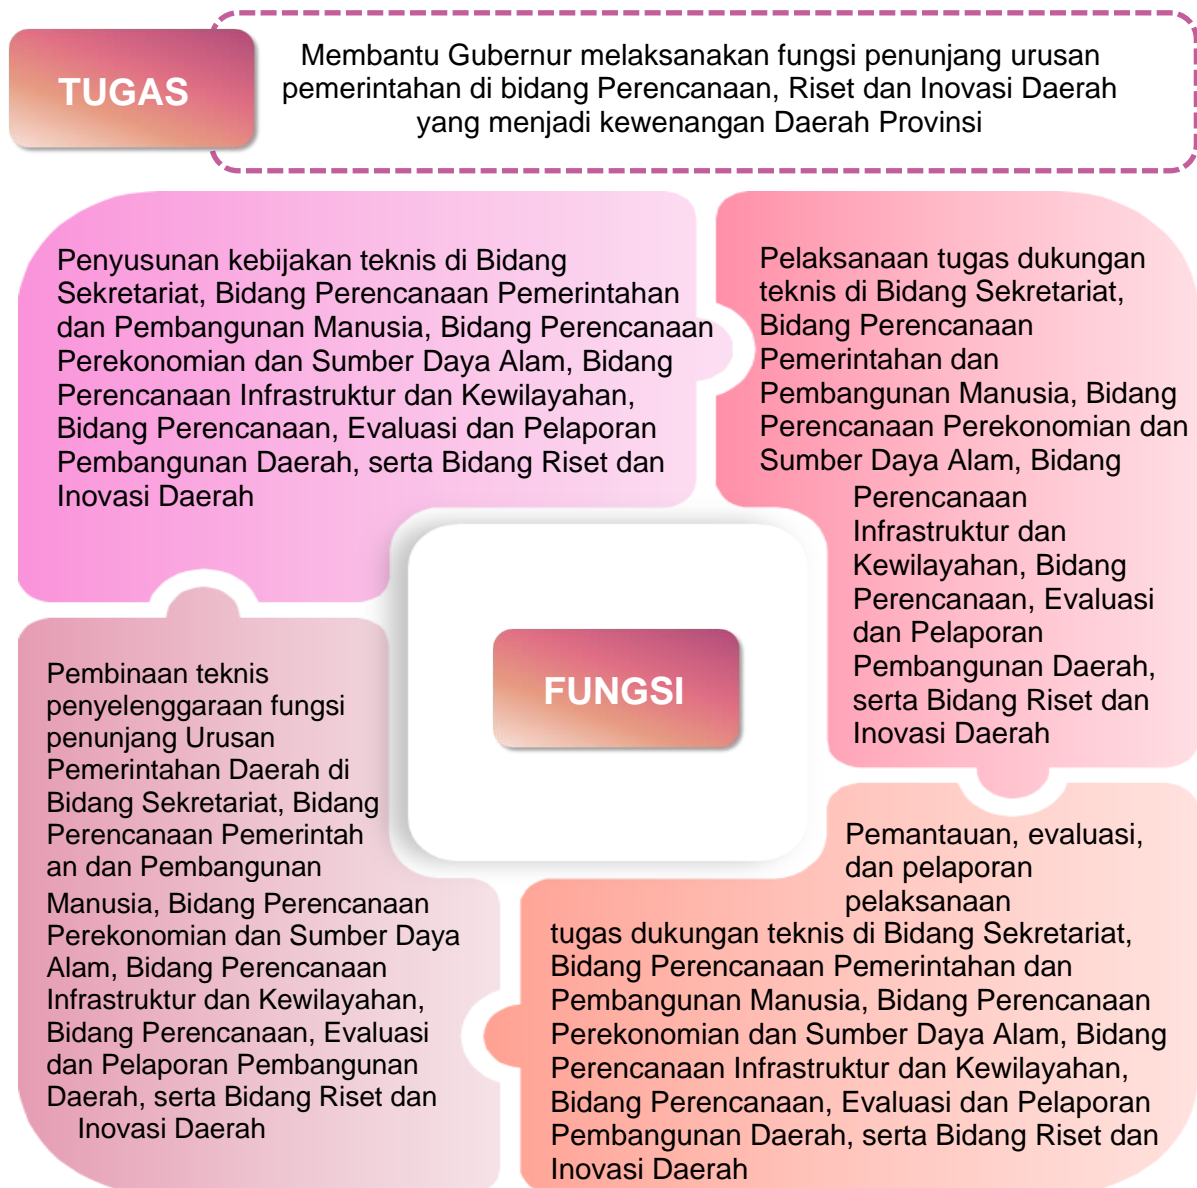 TUGAS
Membantu Gubernur melaksanakan fungsi penunjang urusan
pemerintahan di bidang Perencanaan, Riset dan Inovasi Daerah
yang menjadi kewenangan Daerah Provinsi
Penyusunan kebijakan teknis di Bidang
Sekretariat, Bidang Perencanaan Pemerintahan
dan Pembangunan Manusia, Bidang Perencanaan
Perekonomian dan Sumber Daya Alam, Bidang
Perencanaan Infrastruktur dan Kewilayahan,
Bidang Perencanaan, Evaluasi dan Pelaporan
Pembangunan Daerah, serta Bidang Riset dan
Inovasi Daerah
Pelaksanaan tugas dukungan
teknis di Bidang Sekretariat,
Bidang Perencanaan
Pemerintahan dan
Pembangunan Manusia, Bidang
Perencanaan Perekonomian dan
Sumber Daya Alam, Bidang
Perencanaan
Infrastruktur dan
Kewilayahan, Bidang
Perencanaan, Evaluasi
dan Pelaporan
Pembangunan Daerah,
serta Bidang Riset dan
Inovasi Daerah
FUNGSI
Pembinaan teknis
penyelenggaraan fungsi
penunjang Urusan
Pemerintahan Daerah di
Bidang Sekretariat, Bidang
Perencanaan Pemerintah
an dan Pembangunan
Manusia, Bidang Perencanaan
Perekonomian dan Sumber Daya
Alam, Bidang Perencanaan
Infrastruktur dan Kewilayahan,
Bidang Perencanaan, Evaluasi
dan Pelaporan Pembangunan
Daerah, serta Bidang Riset dan
Inovasi Daerah
Pemantauan, evaluasi,
dan pelaporan
pelaksanaan
tugas dukungan teknis di Bidang Sekretariat,
Bidang Perencanaan Pemerintahan dan
Pembangunan Manusia, Bidang Perencanaan
Perekonomian dan Sumber Daya Alam, Bidang
Perencanaan Infrastruktur dan Kewilayahan,
Bidang Perencanaan, Evaluasi dan Pelaporan
Pembangunan Daerah, serta Bidang Riset dan
Inovasi Daerah